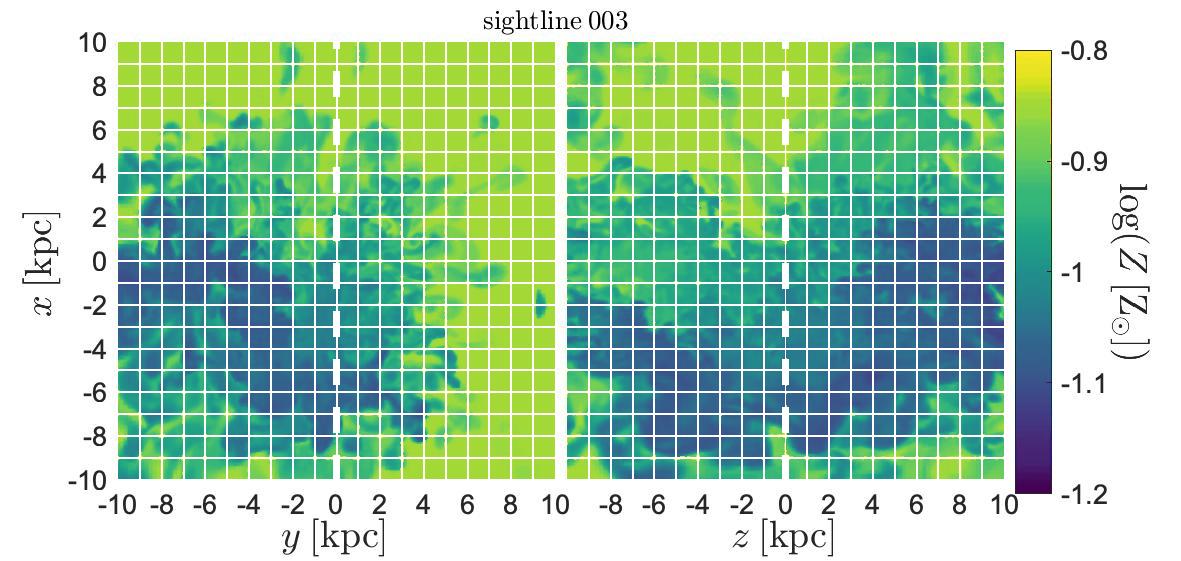 sightline 003
10
8
6
4
2
0
-2
-4
-6
-8
-10
x [kpc]
-10 -8 -6 -4 -2 0 2 4 6 8 10
y [kpc]
-8 -6 -4 -2 0 2 4 6 8 10
z [kpc]
-0.8
-0.9
-1
-1.1
-1.2
log(Z [Z⊙])